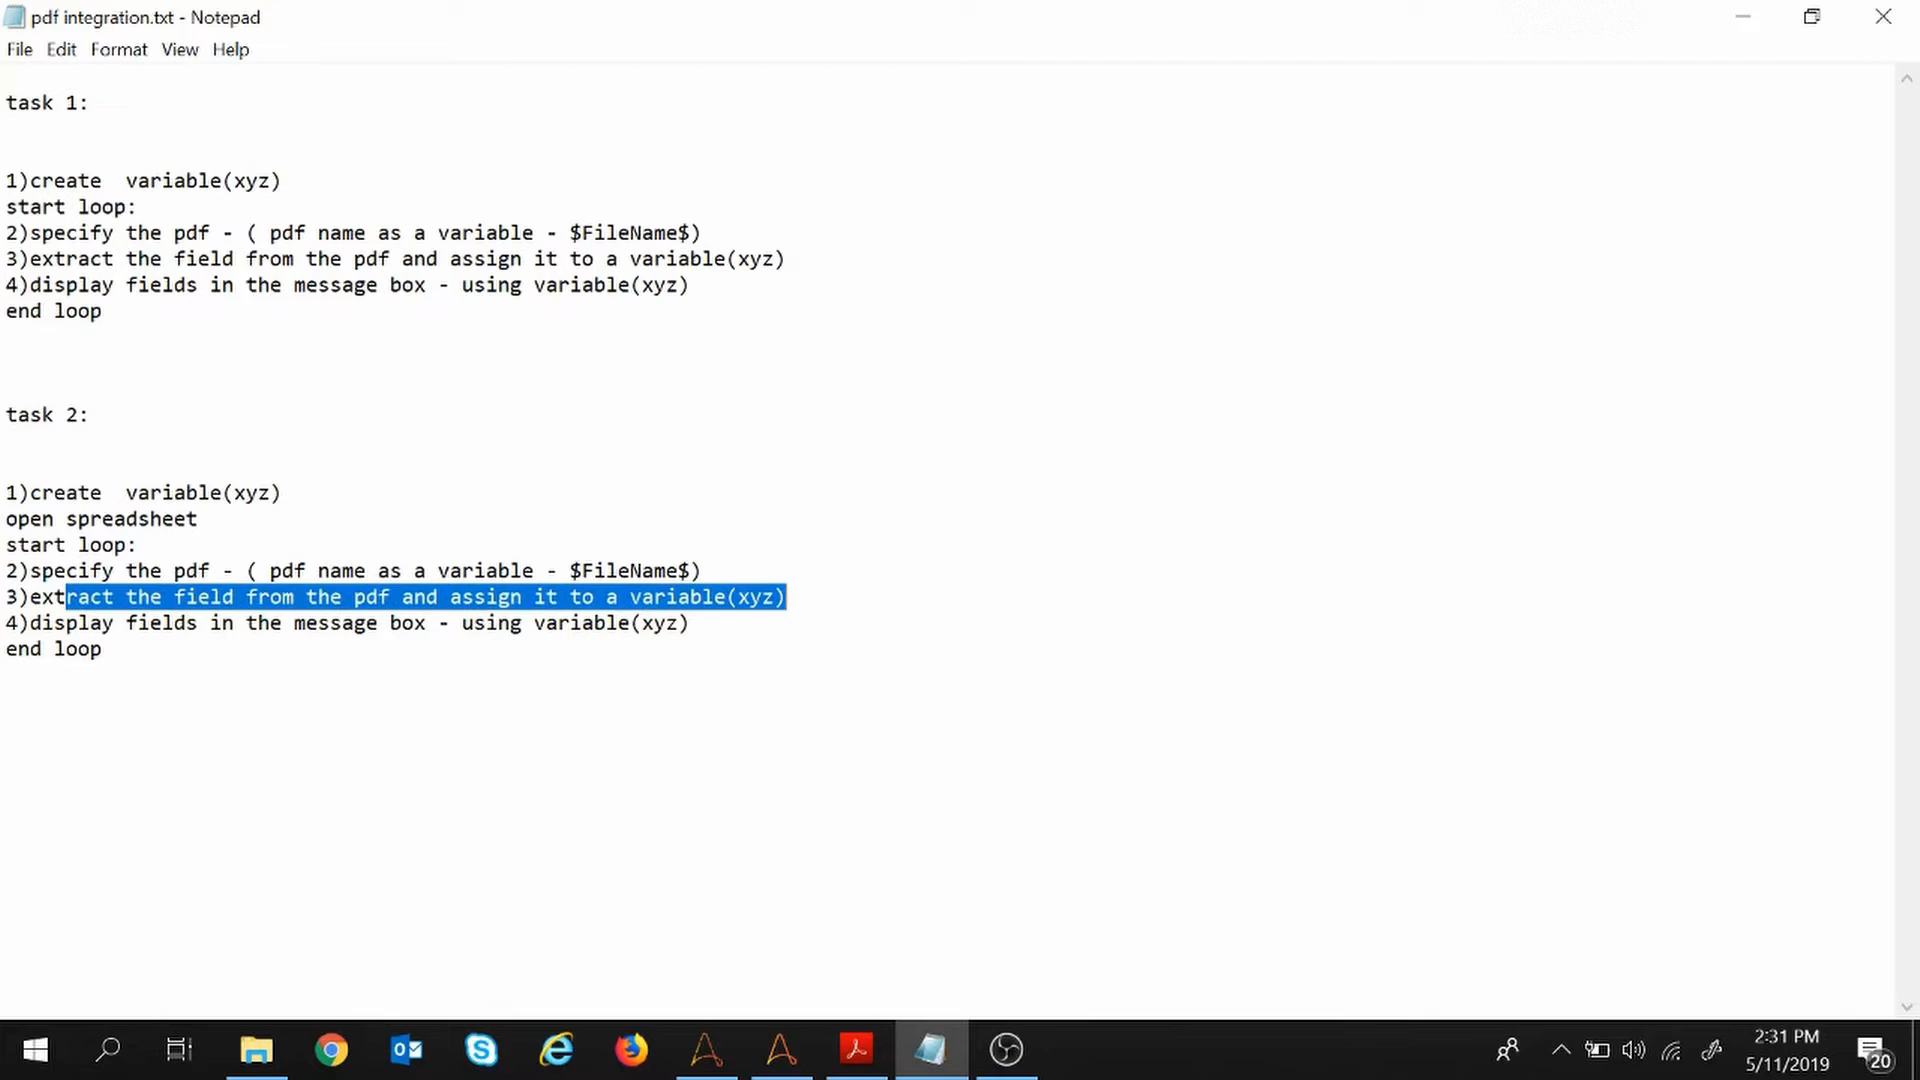 pdf integration.txt - Notepad
File Edit Format View Help
task 1:
1)create  variable(xyz)
start loop:
2)specify the pdf - ( pdf name as a variable - $FileName$)
3)extract the field from the pdf and assign it to a variable(xyz)
4)display fields in the message box - using variable(xyz)
end loop
task 2:
1)create  variable(xyz)
open spreadsheet
start loop:
2)specify the pdf - ( pdf name as a variable - $FileName$)
3)extract the field from the pdf and assign it to a variable(xyz)
4)display fields in the message box - using variable(xyz)
end loop
2:31 PM
5/11/2019
20